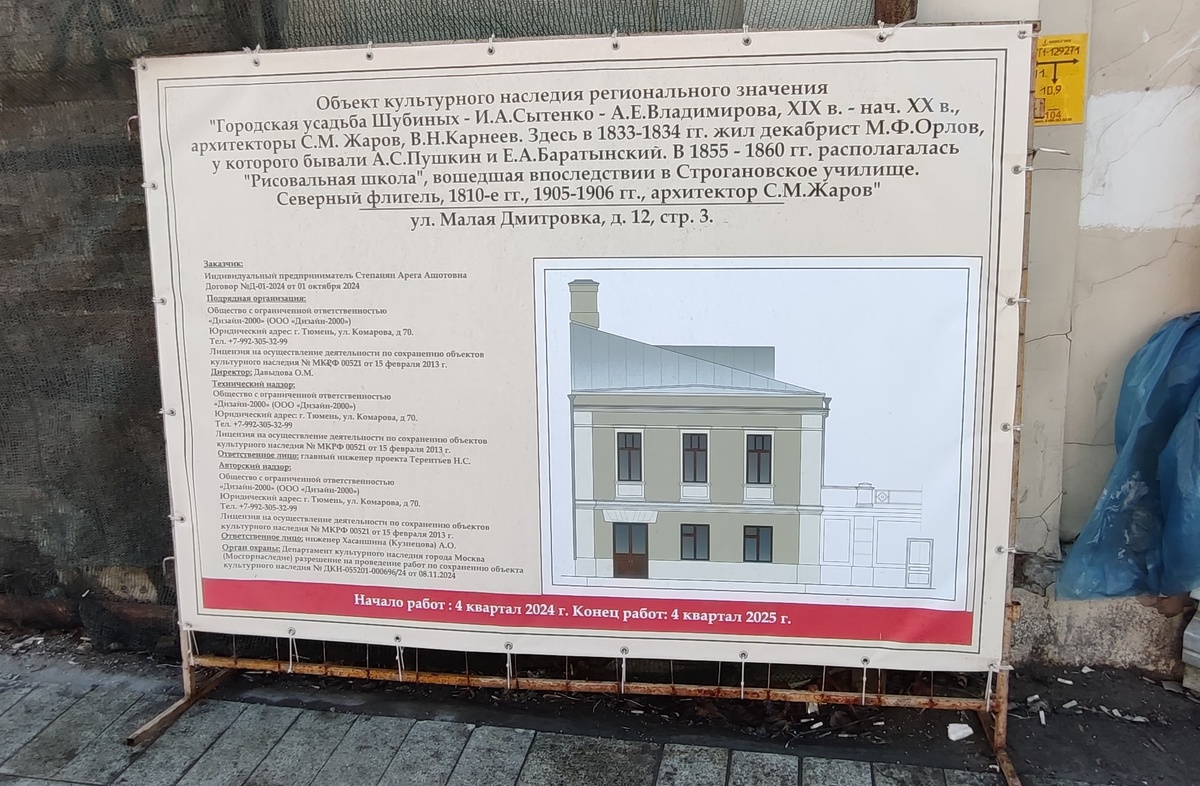 Объект культурного наследия регионального значения
"Городская усадьба Шубиных - И.А.Сытенко - А.Е.Владимирова, XIX в. - нач. XX в.,
архитекторы С.М. Жаров, В.Н.Карнеев. Здесь в 1833-1834 гг. жил декабрист М.Ф.Орлов,
у которого бывали А.С.Пушкин и Е.А.Баратынский. В 1855 - 1860 гг. располагалась
"Рисовальная школа", вошедшая впоследствии в Строгановское училище.
Северный флигель, 1810-е гг., 1905-1906 гг., архитектор С.М.Жаров"
ул. Малая Дмитровка, д. 12, стр. 3.
Заказчик:
Индивидуальный предприниматель Степанян Арега Ашотовна
Договор №Д-01-2024 от 01 октября 2024
Подрядная организация:
Общество с ограниченной ответственностью
«Дизайн-2000» (ООО «Дизайн-2000»)
Юридический адрес: г. Тюмень, ул. Комарова, д 70.
Тел. +7-992-305-32-99
Лицензия на осуществление деятельности по сохранению объектов
культурного наследия № МКРФ 00521 от 15 февраля 2013 г.
Директор: Давыдова О.М.
Технический надзор:
Общество с ограниченной ответственностью
«Дизайн-2000» (ООО «Дизайн-2000»)
Юридический адрес: г. Тюмень, ул. Комарова, д 70.
Тел. +7-992-305-32-99
Лицензия на осуществление деятельности по сохранению объектов
культурного наследия № МКРФ 00521 от 15 февраля 2013 г.
Ответственное лицо: главный инженер проекта Терентьев Н.С.
Авторский надзор:
Общество с ограниченной ответственностью
«Дизайн-2000» (ООО «Дизайн-2000»)
Юридический адрес: г. Тюмень, ул. Комарова, д 70.
Тел. +7-992-305-32-99
Лицензия на осуществление деятельности по сохранению объектов
культурного наследия № МКРФ 00521 от 15 февраля 2013 г.
Ответственное лицо: инженер Хасаншина (Кузнецова) А.О.
Орган охраны: Департамент культурного наследия города Москва
(Мосгорнаследие) разрешение на проведение работ по сохранению объекта
культурного наследия № ДКН-055201-000696/24 от 08.11.2024
Начало работ : 4 квартал 2024 г. Конец работ: 4 квартал 2025 г.
10,9
104